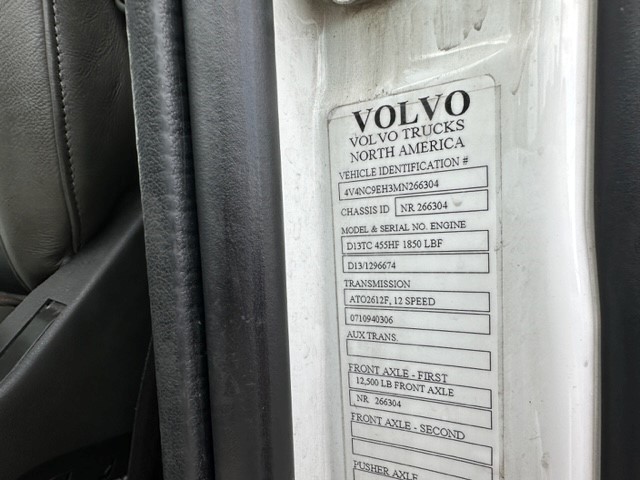 VOLVO
VOLVO TRUCKS
NORTH AMERICA
VEHICLE IDENTIFICATION #
4V4NC9EH3MN266304
CHASSIS ID NR 266304
MODEL & SERIAL NO. ENGINE
D13TC 455HF 1850 LBF
D13/1296674
TRANSMISSION
ATO2612F, 12 SPEED
0710940306
AUX TRANS.
FRONT AXLE - FIRST
12,500 LB FRONT AXLE
NR 266304
FRONT AXLE - SECOND
PUSHER AXLE